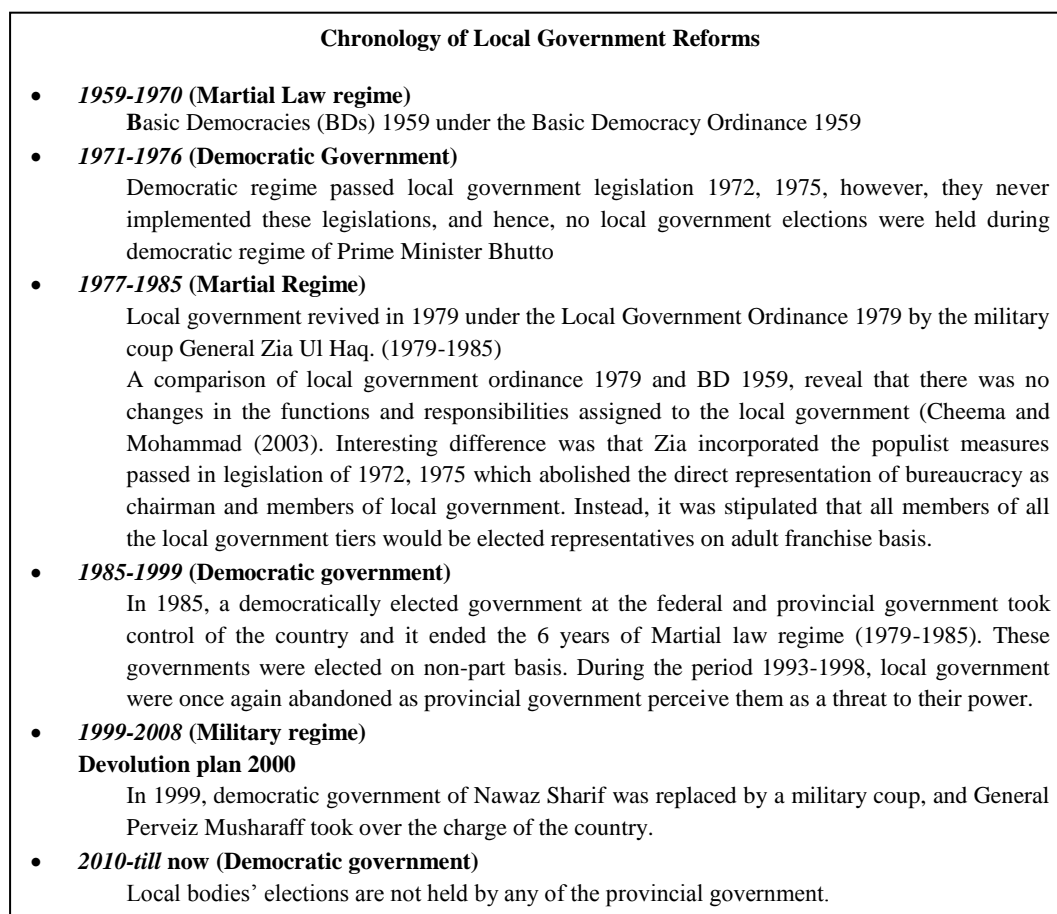 Chronology of Local Government Reforms
• 1959-1970 (Martial Law regime)
Basic Democracies (BDs) 1959 under the Basic Democracy Ordinance 1959
• 1971-1976 (Democratic Government)
Democratic regime passed local government legislation 1972, 1975, however, they never
implemented these legislations, and hence, no local government elections were held during
democratic regime of Prime Minister Bhutto
• 1977-1985 (Martial Regime)
Local government revived in 1979 under the Local Government Ordinance 1979 by the military
coup General Zia Ul Haq. (1979-1985)
A comparison of local government ordinance 1979 and BD 1959, reveal that there was no
changes in the functions and responsibilities assigned to the local government (Cheema and
Mohammad (2003). Interesting difference was that Zia incorporated the populist measures
passed in legislation of 1972, 1975 which abolished the direct representation of bureaucracy as
chairman and members of local government. Instead, it was stipulated that all members of all
the local government tiers would be elected representatives on adult franchise basis.
• 1985-1999 (Democratic government)
In 1985, a democratically elected government at the federal and provincial government took
control of the country and it ended the 6 years of Martial law regime (1979-1985). These
governments were elected on non-part basis. During the period 1993-1998, local government
were once again abandoned as provincial government perceive them as a threat to their power.
• 1999-2008 (Military regime)
Devolution plan 2000
In 1999, democratic government of Nawaz Sharif was replaced by a military coup, and General
Perveiz Musharaff took over the charge of the country.
• 2010-till now (Democratic government)
Local bodies’ elections are not held by any of the provincial government.